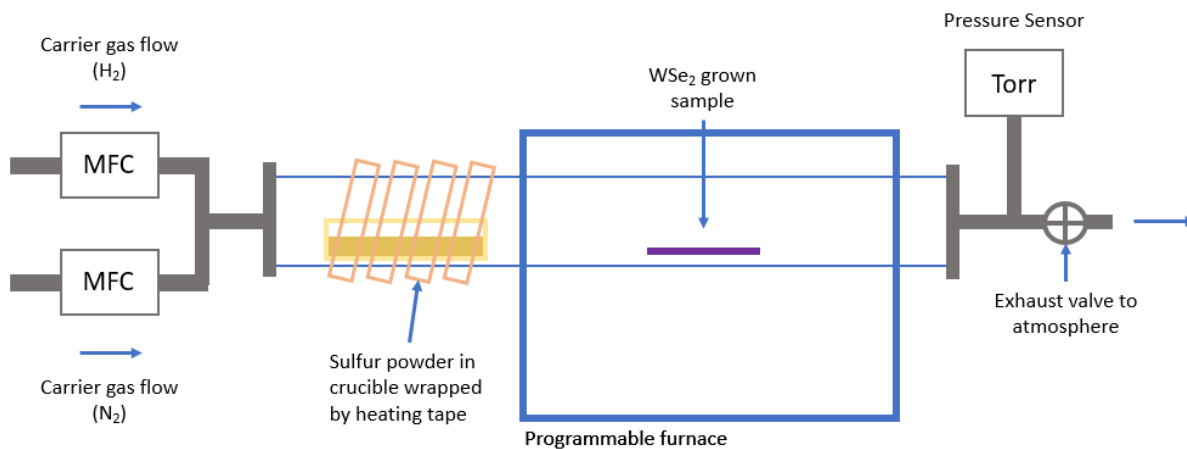 Pressure Sensor
Carrier gas flow
(H₂)
Torr
WSe₂ grown
sample
MFC
MFC
Exhaust valve to
atmosphere
Sulfur powder in
crucible wrapped
by heating tape
Carrier gas flow
(N₂)
Programmable furnace